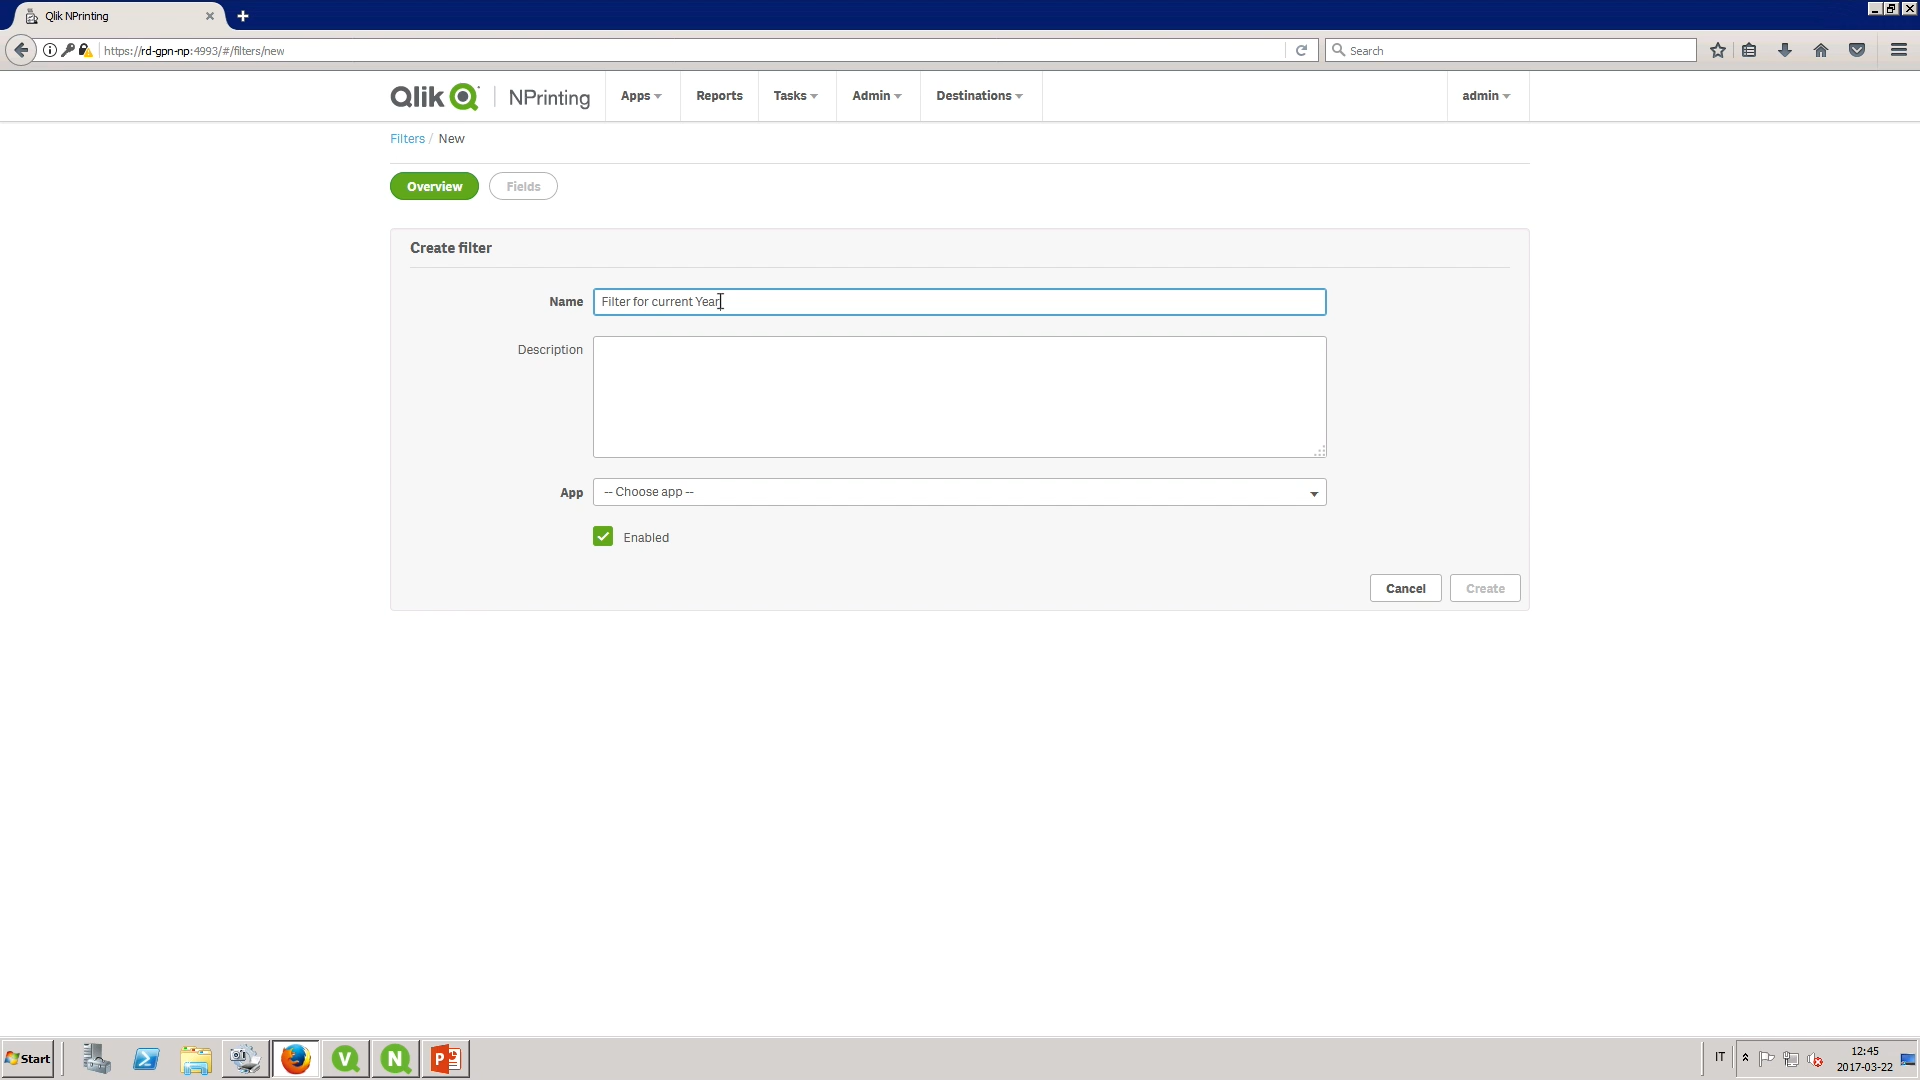 Qlik NPrinting
https://rd-gpn-np:4993/#/filters/new
Search
Qlik NPrinting Apps Reports Tasks Admin Destinations admin
Filters / New
Overview Fields
Create filter
Name Filter for current Year
Description
App -- Choose app --
Enabled
Cancel Create
Start IT 12:45
2017-03-22